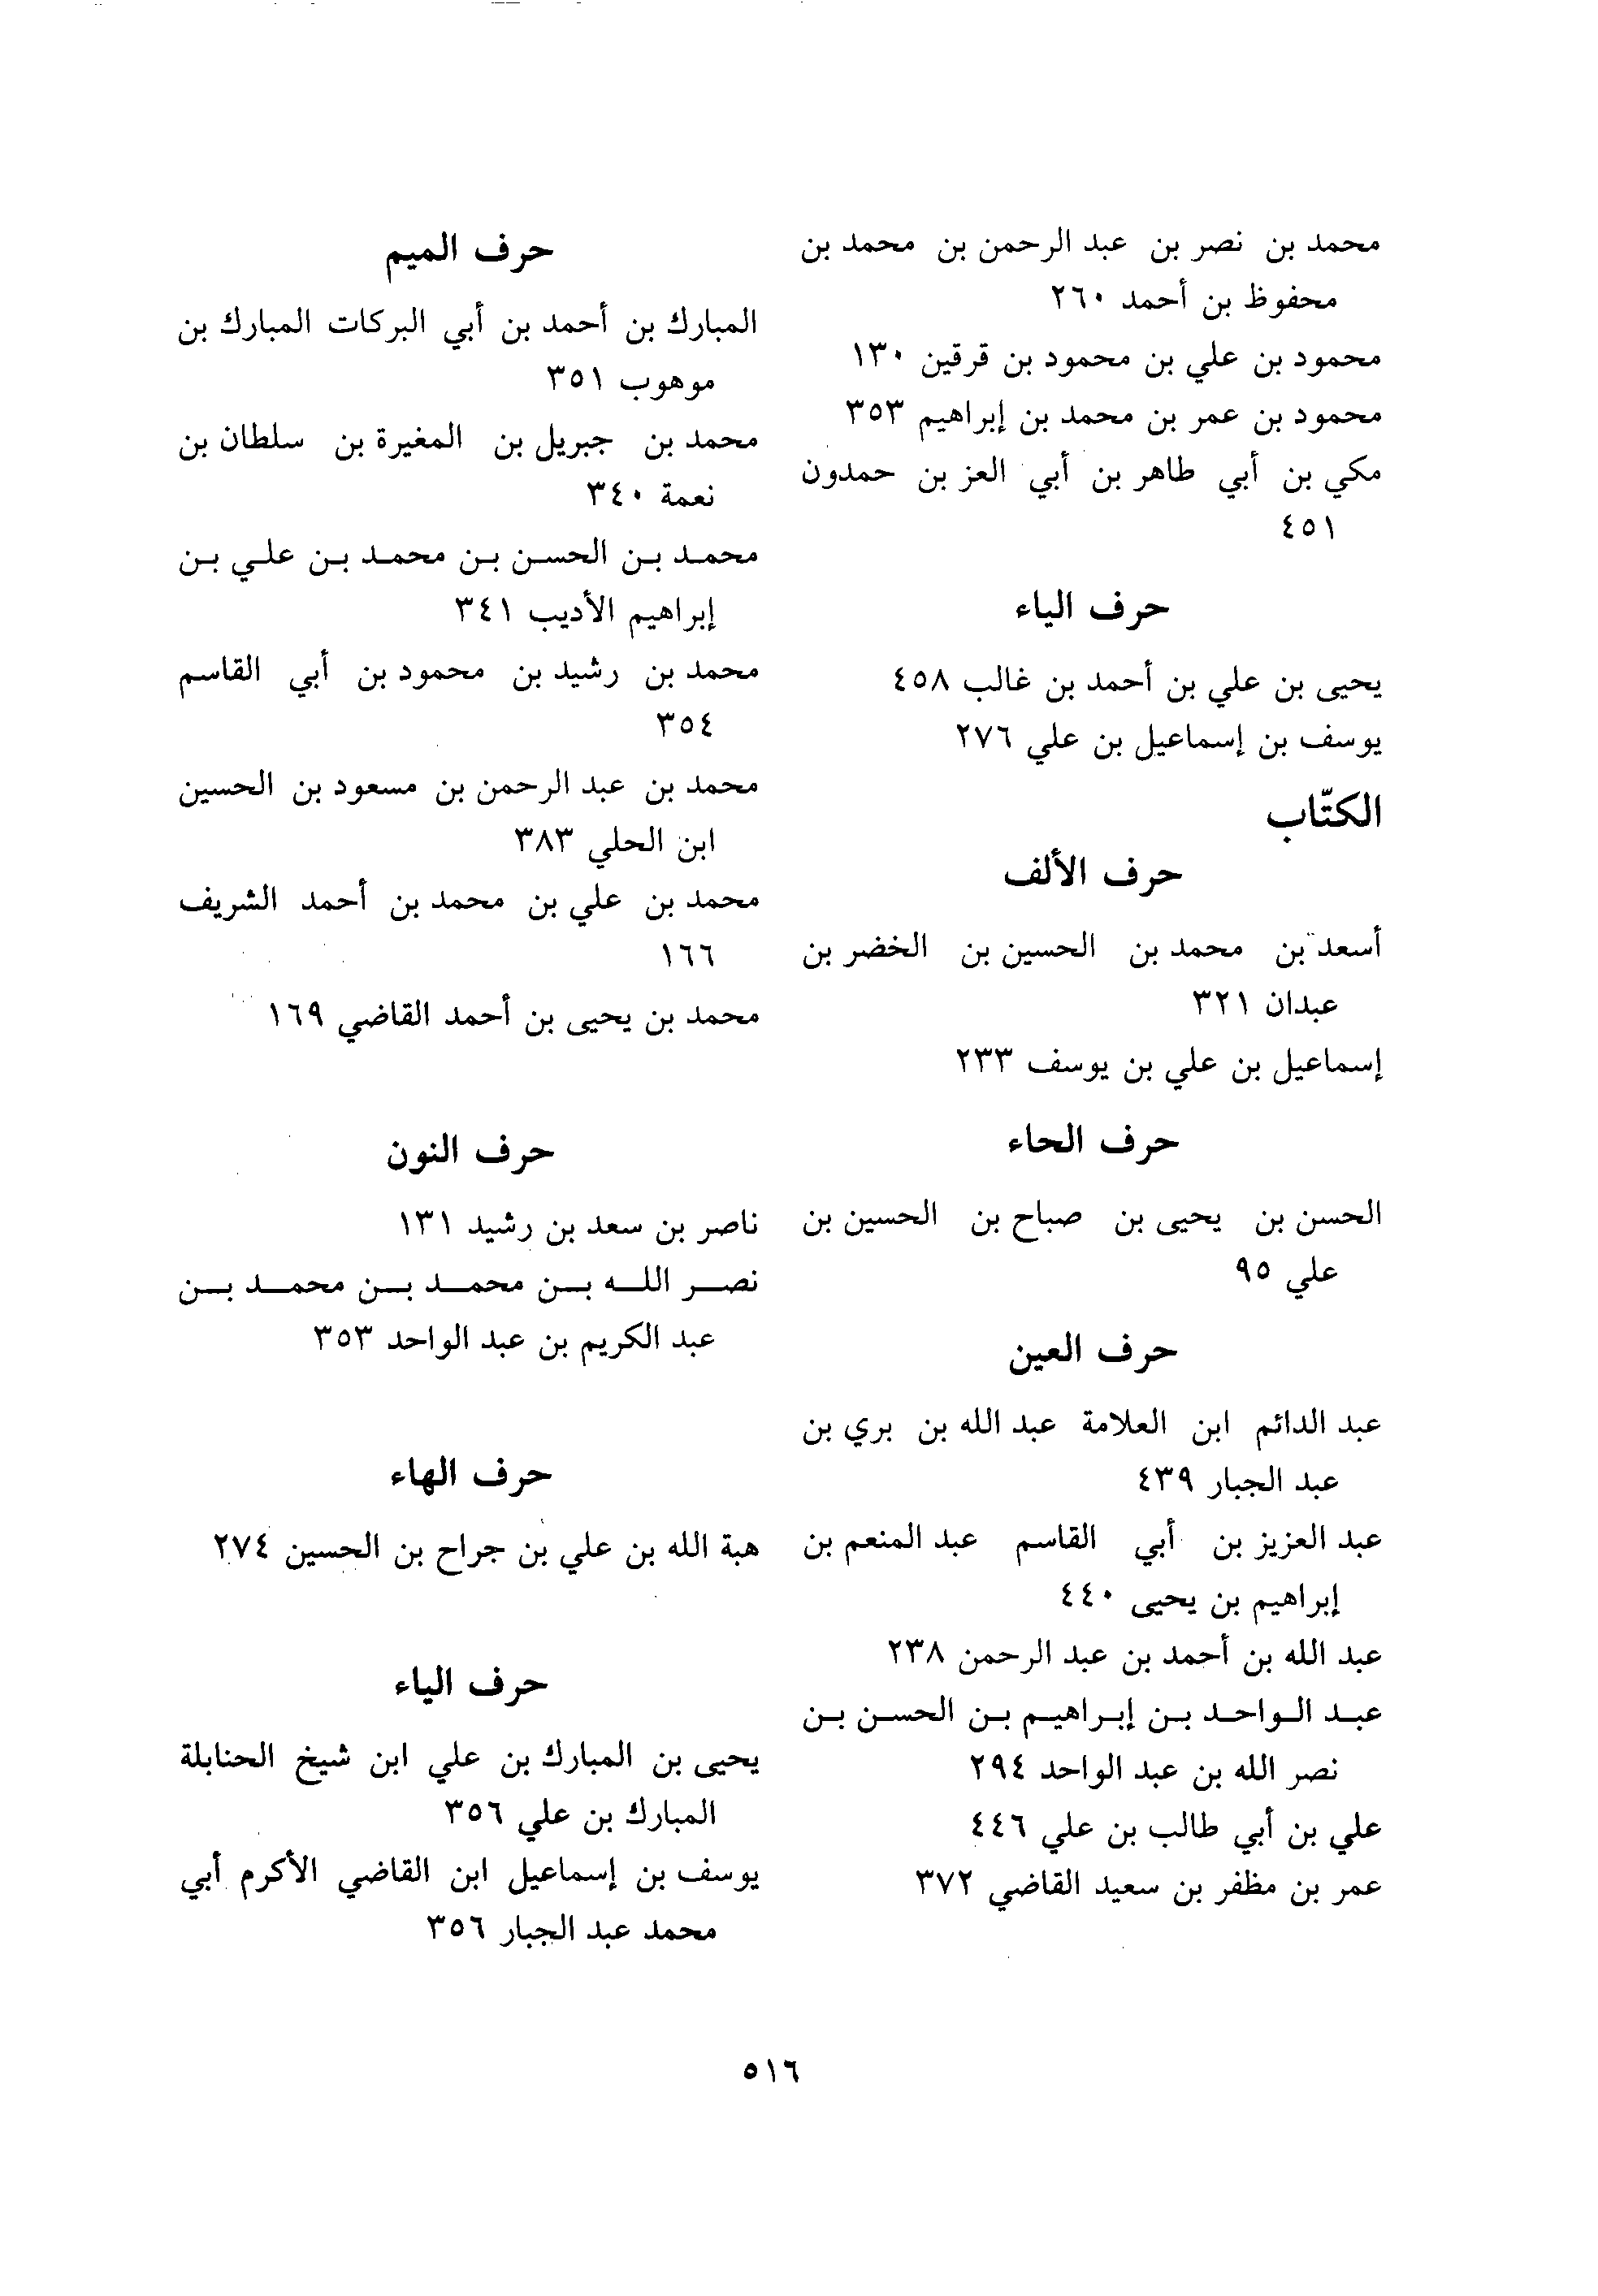 محمد بن نصر بن عبد الرحمن بن محمد بن
محفوظ بن أحمد ٢٦٠
محمود بن علي بن محمود بن قرقين ١٣٠
محمود بن عمر بن محمد بن إبراهيم ٣٥٣
مكي بن أبي طاهر بن أبي العز بن حمدون
٤٥١
حرف الياء
يحيى بن علي بن أحمد بن غالب ٤٥٨
يوسف بن إسماعيل بن علي ٢٧٦
الكتّاب
حرف الألف
أسعد بن محمد بن الحسين بن الخضر بن
عبدان ٣٢١
إسماعيل بن علي بن يوسف ٢٣٣
حرف الحاء
الحسن بن يحيى بن صباح بن الحسين بن
علي ٩٥
حرف العين
عبد الدائم ابن العلامة عبد الله بن بري بن
عبد الجبار ٤٣٩
عبد العزيز بن أبي القاسم عبد المنعم بن
إبراهيم بن يحيى ٤٤٠
عبد الله بن أحمد بن عبد الرحمن ٢٣٨
عبد الواحد بن إبراهيم بن الحسن بن
نصر الله بن عبد الواحد ٢٩٤
علي بن أبي طالب بن علي ٤٤٦
عمر بن مظفر بن سعيد القاضي ٣٧٢
حرف الميم
المبارك بن أحمد بن أبي البركات المبارك بن
موهوب ٣٥١
محمد بن جبريل بن المغيرة بن سلطان بن
نعمة ٣٤٠
محمد بن الحسن بن محمد بن علي بن
إبراهيم الأديب ٣٤١
محمد بن رشيد بن محمود بن أبي القاسم
٣٥٤
محمد بن عبد الرحمن بن مسعود بن الحسين
ابن الحلي ٣٨٣
محمد بن علي بن محمد بن أحمد الشريف
١٦٦
محمد بن يحيى بن أحمد القاضي ١٦٩
حرف النون
ناصر بن سعد بن رشيد ١٣١
نصر الله بن محمد بن محمد بن
عبد الكريم بن عبد الواحد ٣٥٣
حرف الهاء
هبة الله بن علي بن جراح بن الحسين ٢٧٤
حرف الياء
يحيى بن المبارك بن علي ابن شيخ الحنابلة
المبارك بن علي ٣٥٦
يوسف بن إسماعيل ابن القاضي الأكرم أبي
محمد عبد الجبار ٣٥٦
٥١٦